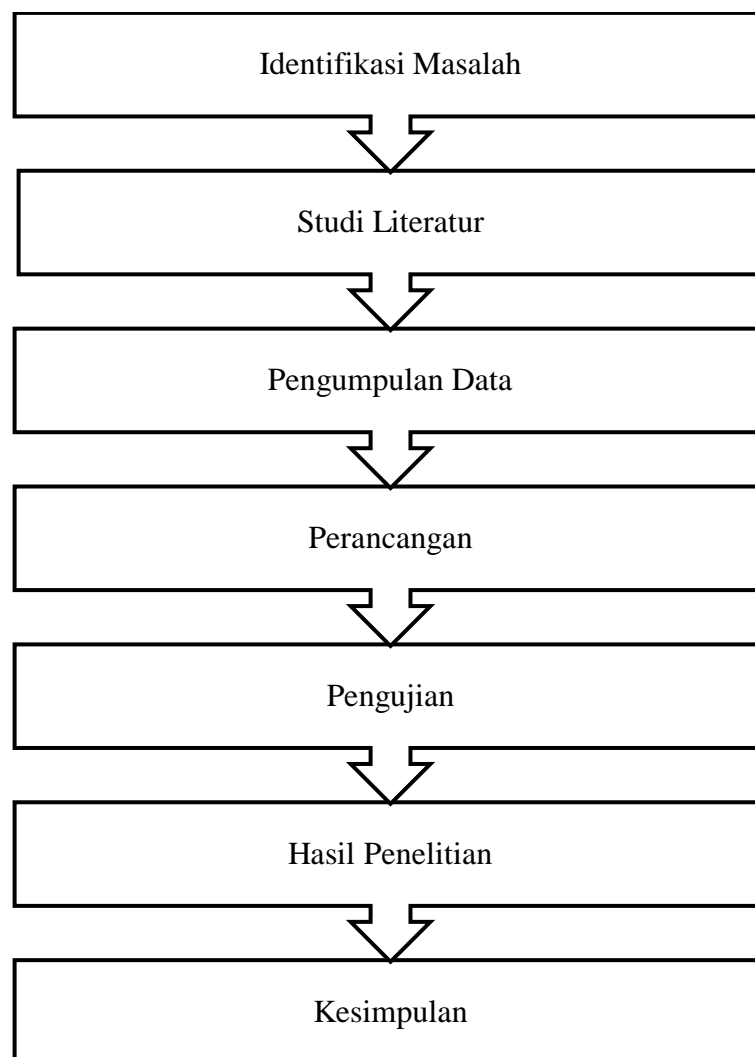 Identifikasi Masalah
Studi Literatur
Pengumpulan Data
Perancangan
Pengujian
Hasil Penelitian
Kesimpulan